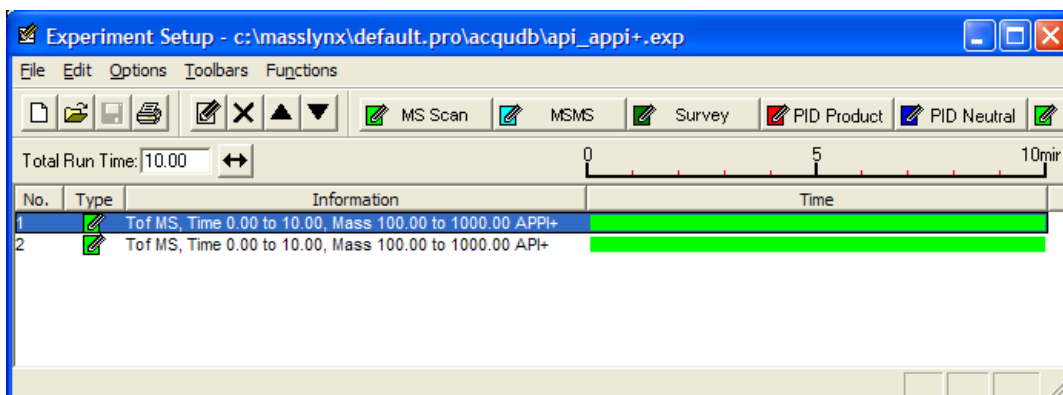 Experiment Setup - c:\masslynx\default.pro\acqudb\api_appi+.exp
File Edit Options Toolbars Functions
MS Scan MSMS Survey PID Product PID Neutral
Total Run Time: 10.00 0 5 10min
No. Type Information Time
1 Tof MS, Time 0.00 to 10.00, Mass 100.00 to 1000.00 APPI+
2 Tof MS, Time 0.00 to 10.00, Mass 100.00 to 1000.00 API+